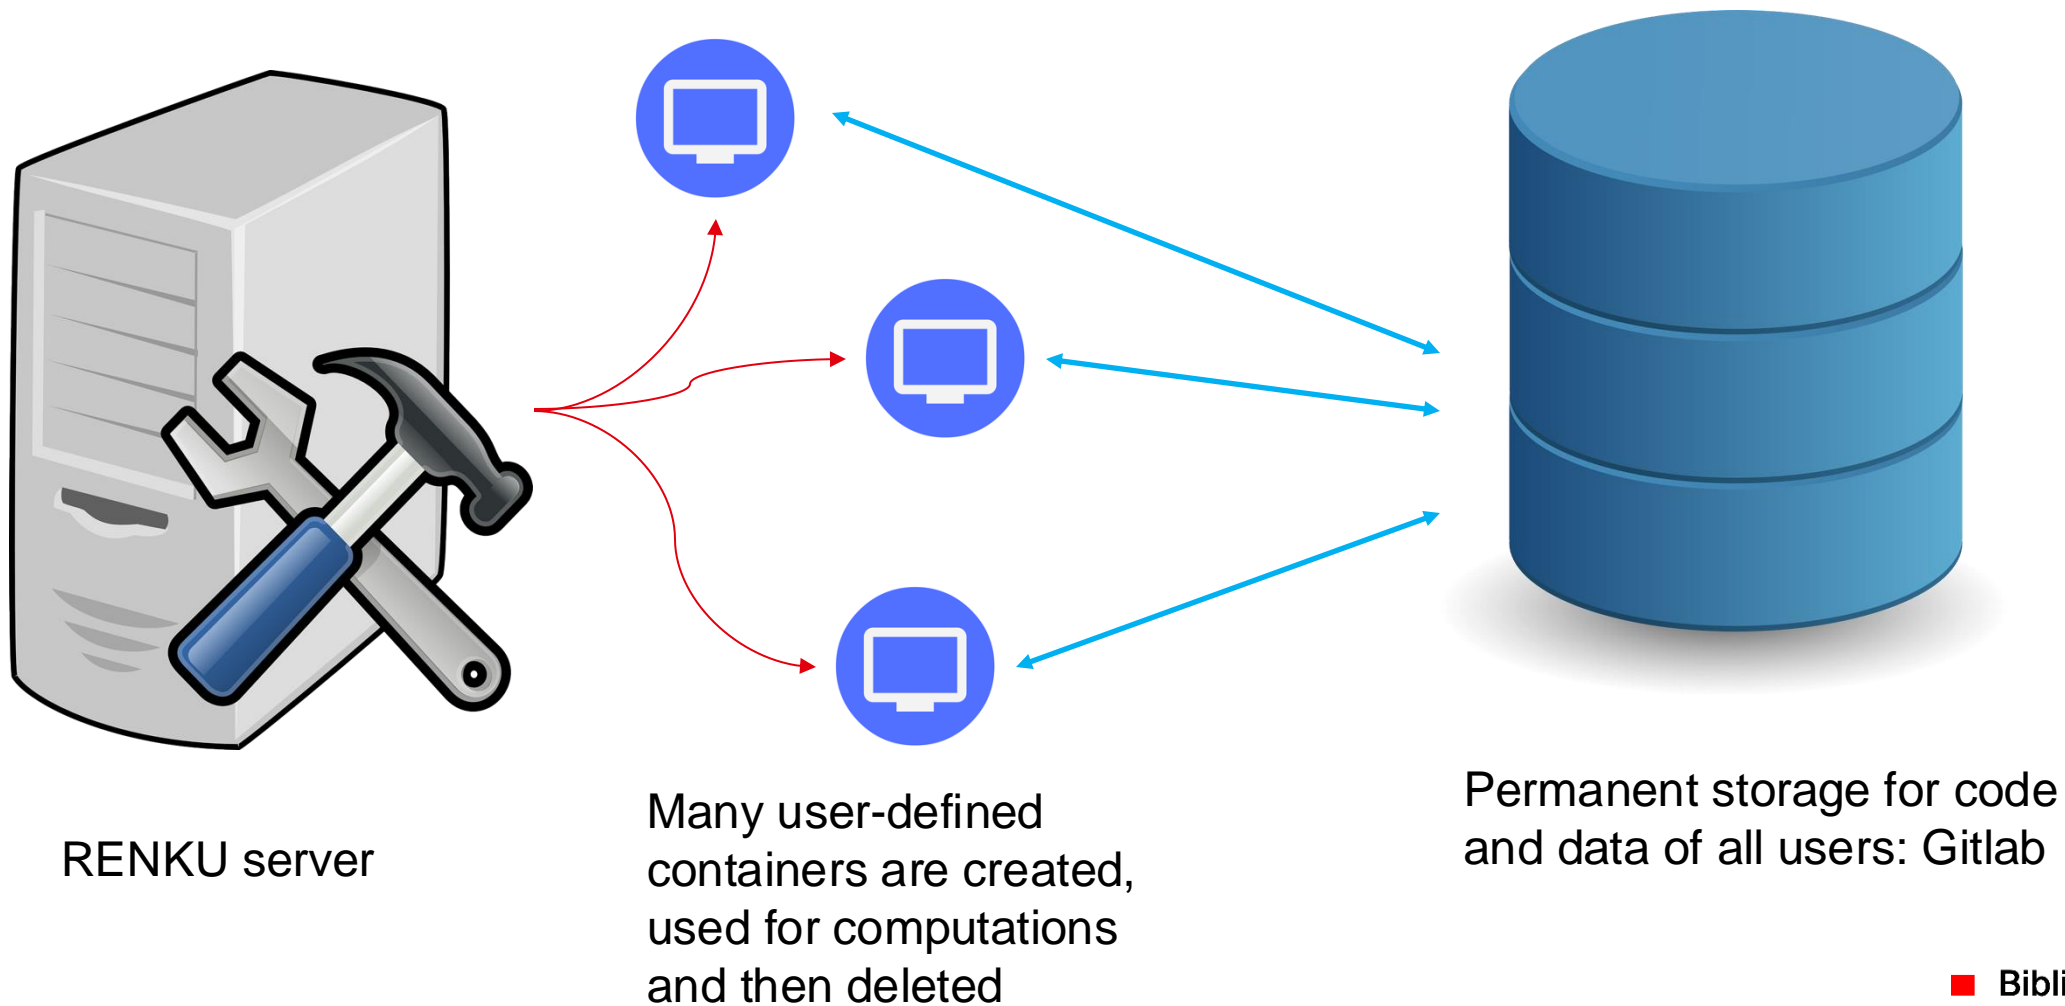 RENKU server
Many user-defined
containers are created,
used for computations
and then deleted
Permanent storage for code
and data of all users: Gitlab
Bibli